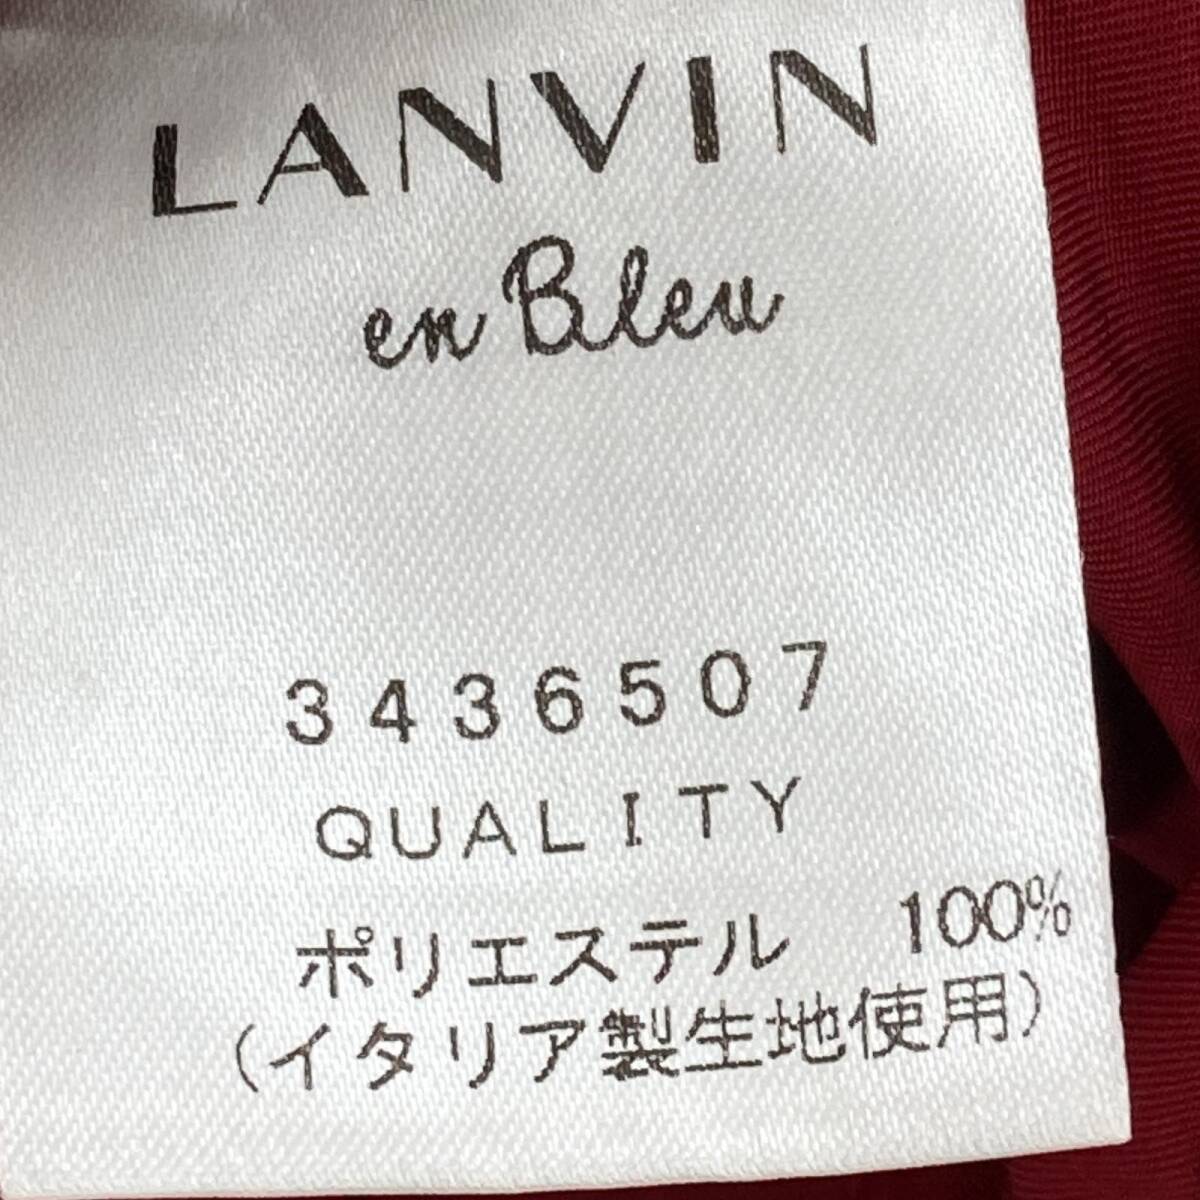 LANVIN
en Bleu
3436507
QUALITY
ポリエステル 100%
(イタリア製生地使用)